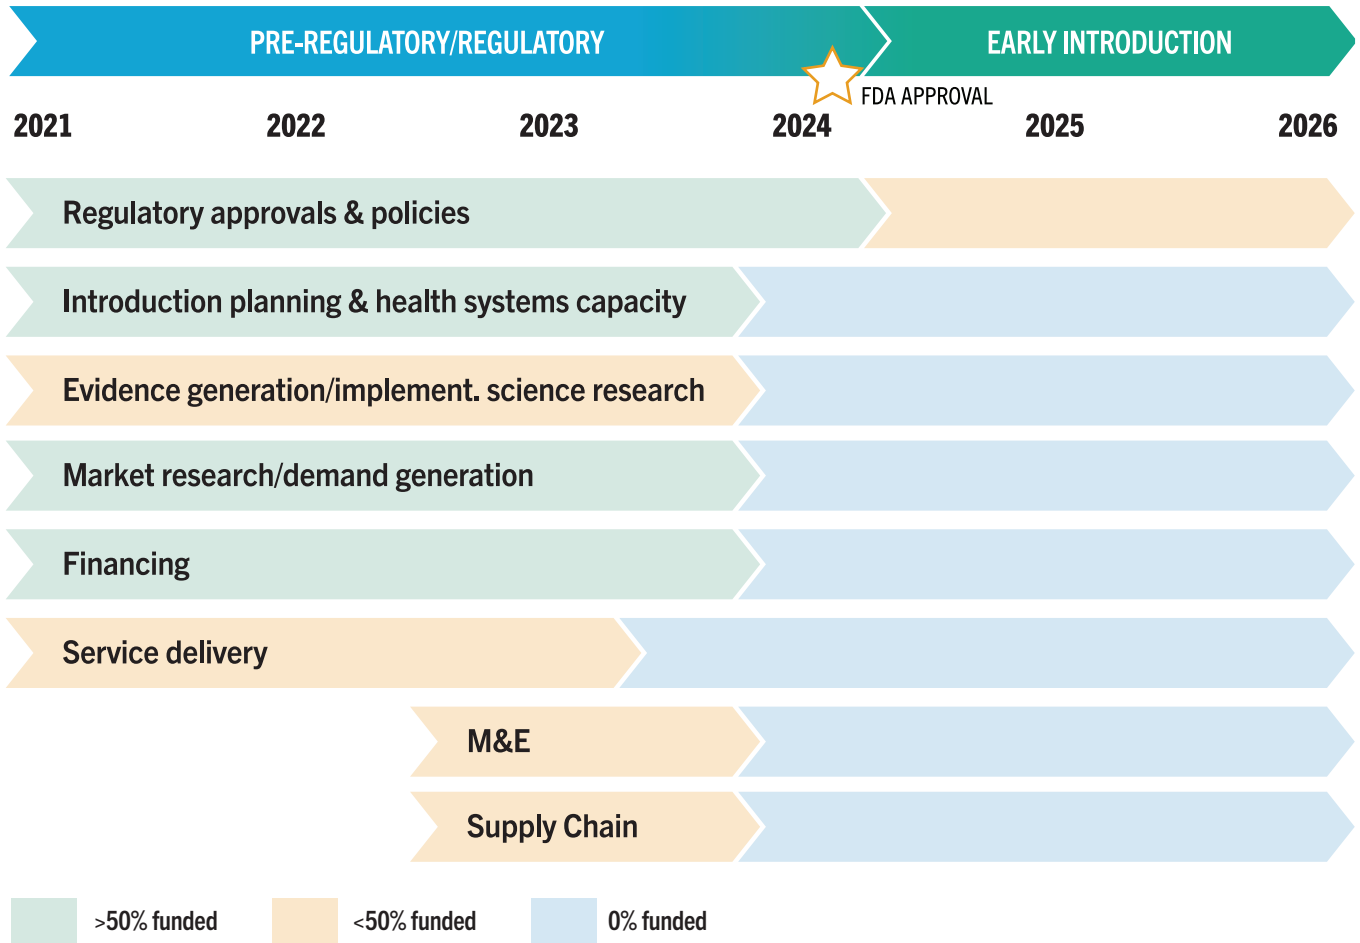 PRE-REGULATORY/REGULATORY
EARLY INTRODUCTION
FDA APPROVAL
2021 2022 2023 2024 2025 2026
Regulatory approvals & policies
Introduction planning & health systems capacity
Evidence generation/implement. science research
Market research/demand generation
Financing
Service delivery
M&E
Supply Chain
>50% funded
<50% funded
0% funded